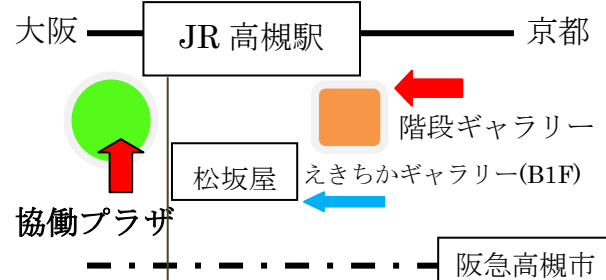 大阪
JR 高槻駅
京都
階段ギャラリー
松坂屋
えきちかギャラリー(B1F)
協働プラザ
阪急高槻市